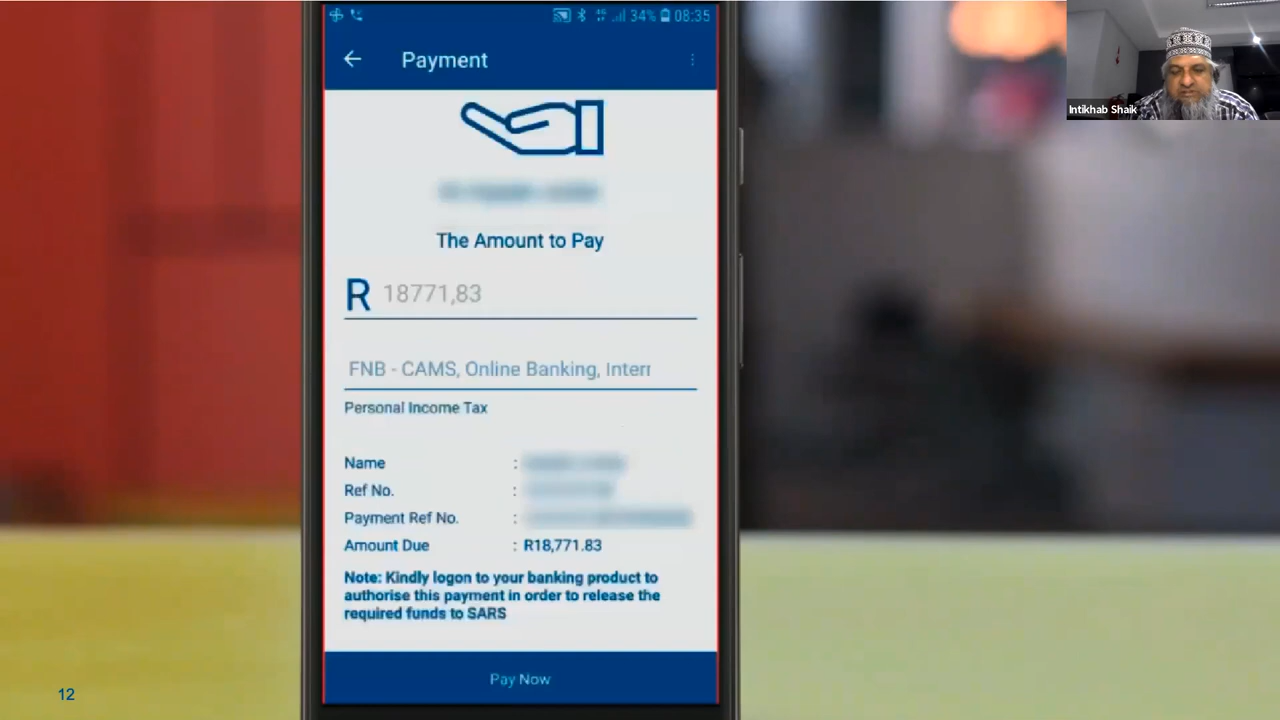 34% 08:35
Payment
Intikhab Shaik
The Amount to Pay
R 18771,83
FNB - CAMS, Online Banking, Intern
Personal Income Tax
Name :
Ref No. :
Payment Ref No. :
Amount Due : R18,771.83
Note: Kindly logon to your banking product to
authorise this payment in order to release the
required funds to SARS
Pay Now
12